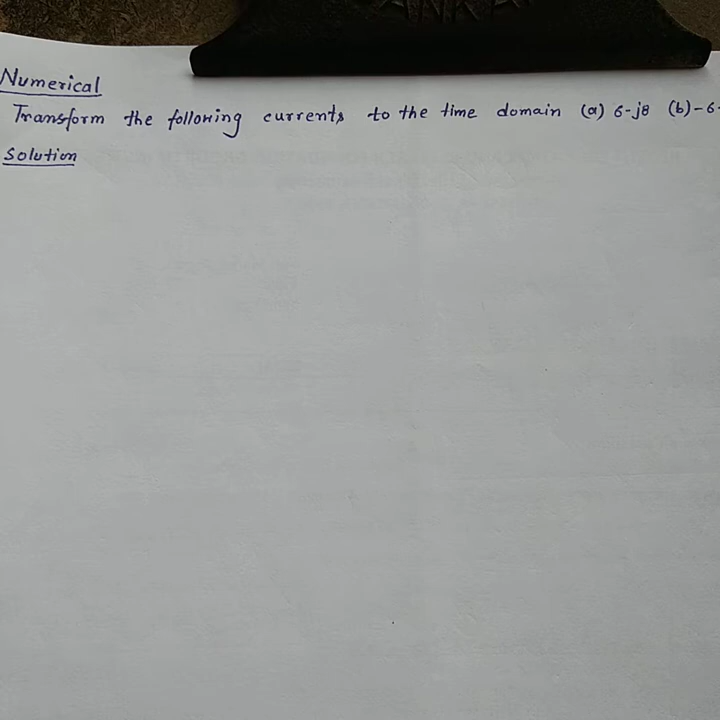 Numerical
Transform the following currents to the time domain (a) 6-j8 (b)-6
Solution